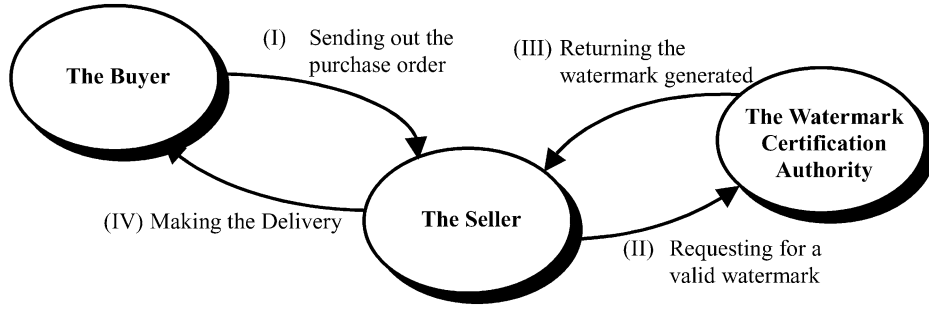 (I) Sending out the
purchase order
(III) Returning the
watermark generated
The Buyer
The Watermark
Certification
Authority
(IV) Making the Delivery
The Seller
(II) Requesting for a
valid watermark